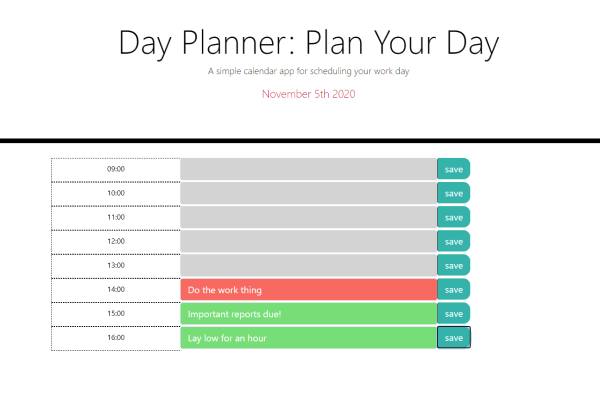 Day Planner: Plan Your Day
A simple calendar app for scheduling your work day
November 5th 2020
09:00 save
10:00 save
11:00 save
12:00 save
13:00 save
14:00 Do the work thing save
15:00 Important reports due! save
16:00 Lay low for an hour save